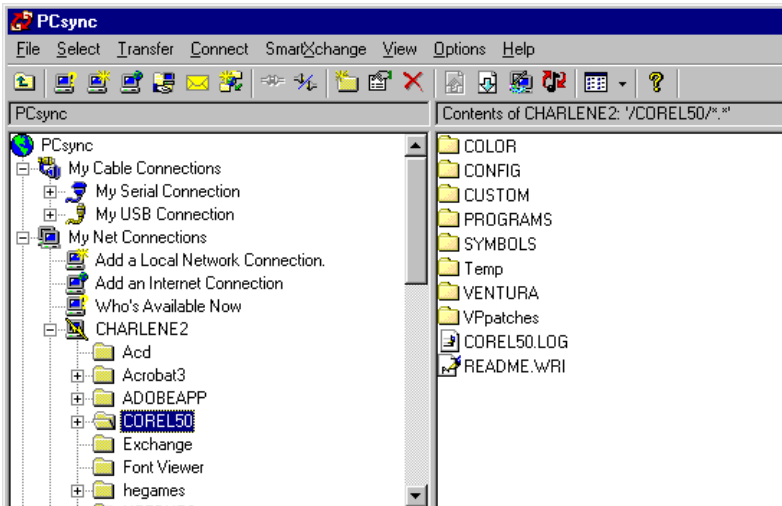 PCsync
File Select Transfer Connect SmartXchange View Options Help
PCsync
Contents of CHARLENE2: '/COREL50/*.*'
PCsync
My Cable Connections
My Serial Connection
My USB Connection
My Net Connections
Add a Local Network Connection.
Add an Internet Connection
Who's Available Now
CHARLENE2
Acd
Acrobat3
ADOBEAPP
COREL50
Exchange
Font Viewer
hegames
COLOR
CONFIG
CUSTOM
PROGRAMS
SYMBOLS
Temp
VENTURA
VPpatches
COREL50.LOG
README.WRI